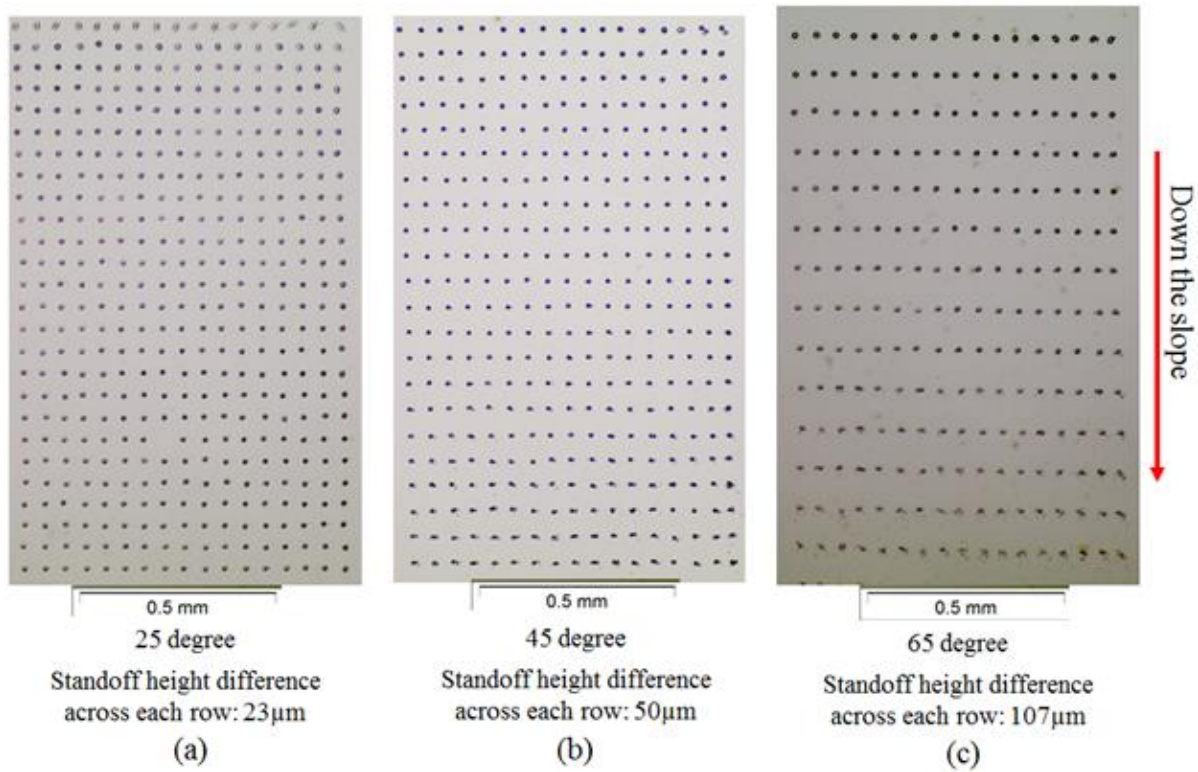 0.5 mm
25 degree
Standoff height difference
across each row: 23µm
(a)
0.5 mm
45 degree
Standoff height difference
across each row: 50µm
(b)
0.5 mm
65 degree
Standoff height difference
across each row: 107µm
(c)
Down the slope